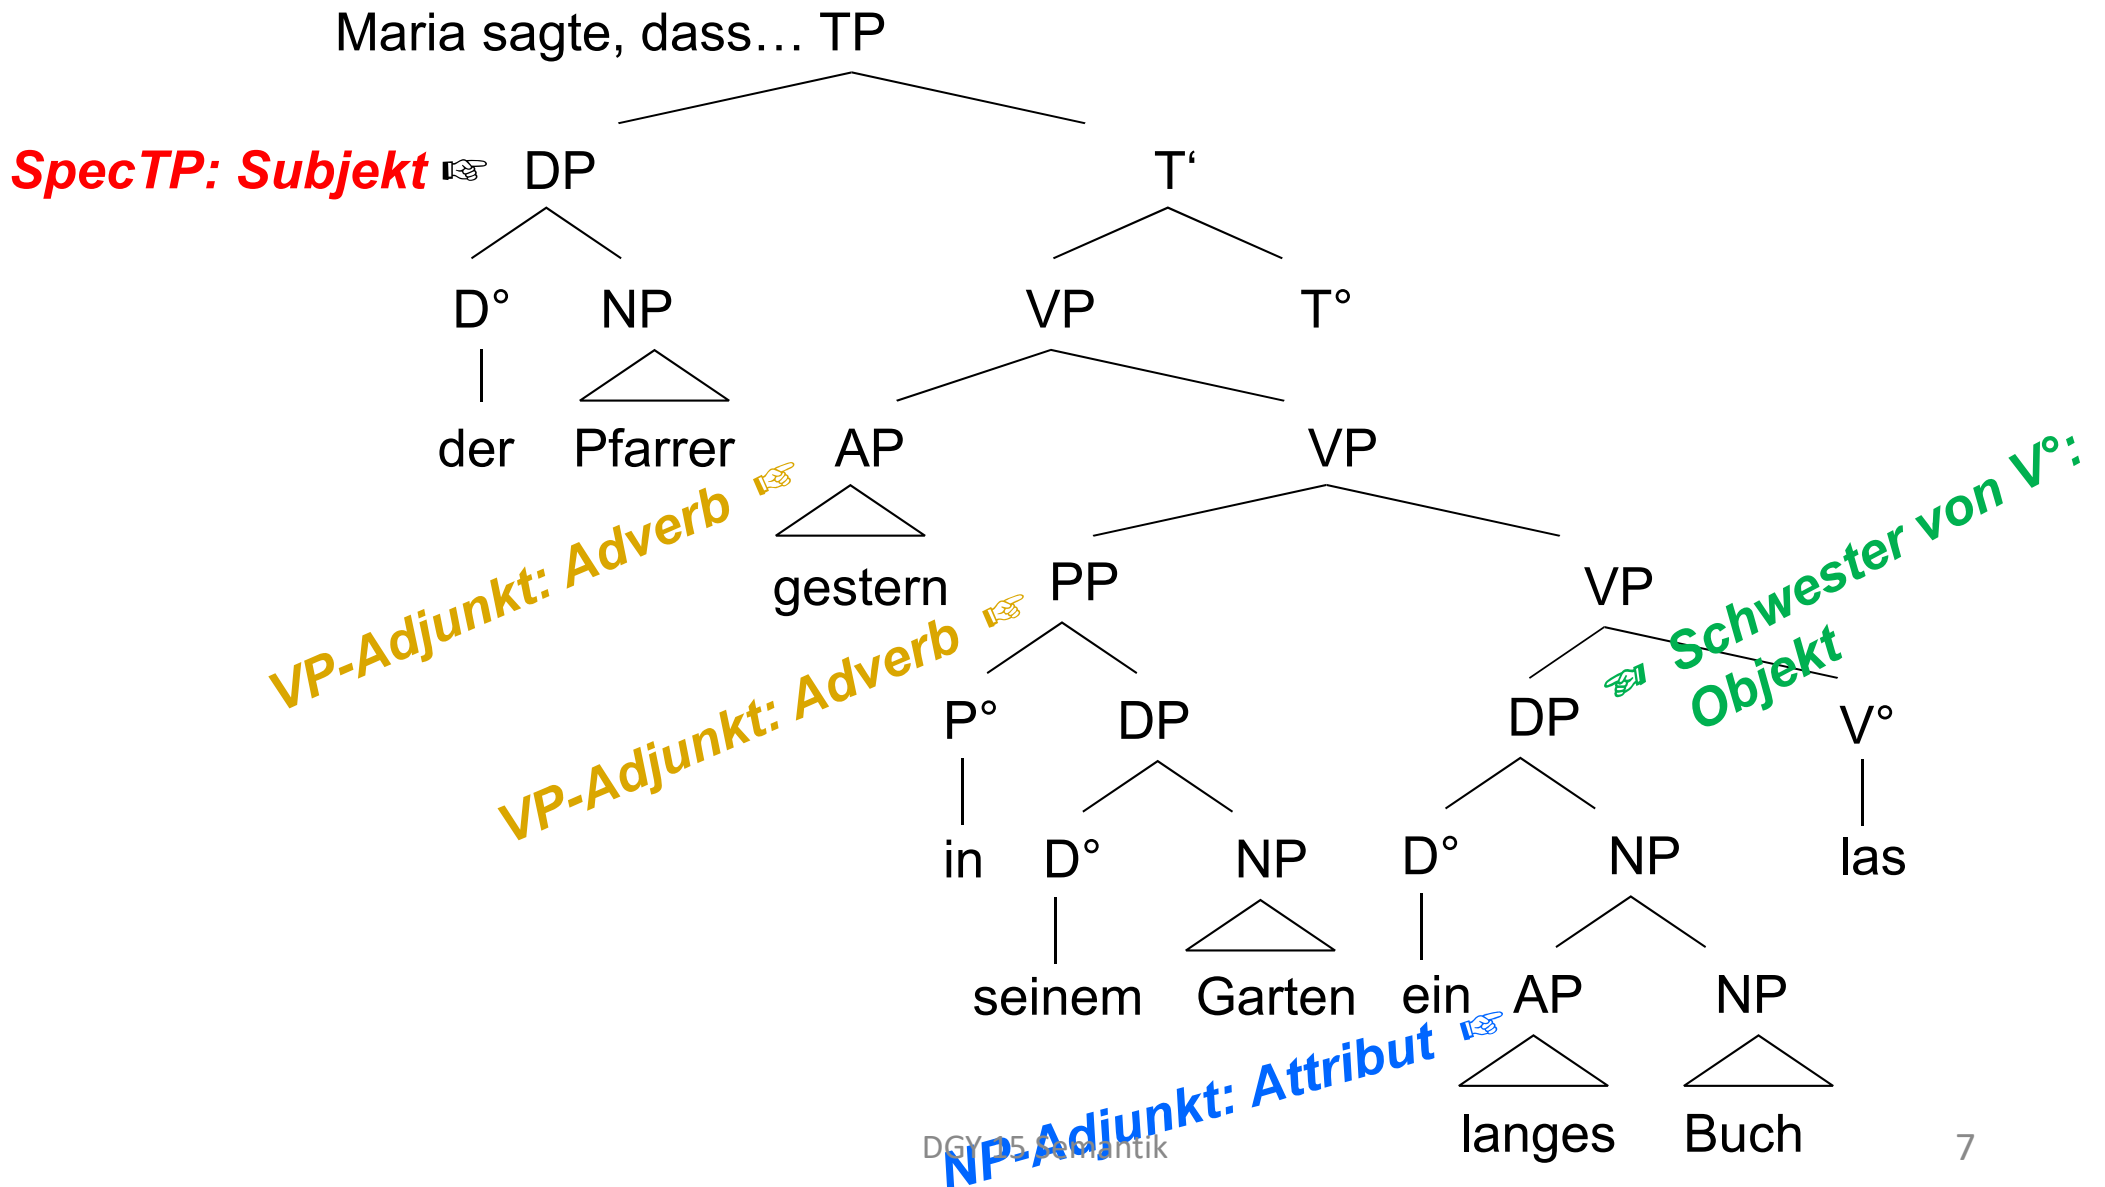 Maria sagte, dass… TP
SpecTP: Subjekt ☞ DP T‘
D° NP VP T°
der Pfarrer AP VP
VP-Adjunkt: Adverb ☞
gestern PP VP
VP-Adjunkt: Adverb ☞
☜ Schwester von V°:
Objekt
P° DP DP V°
in D° NP D° NP las
seinem Garten ein AP NP
NP-Adjunkt: Attribut ☞
langes Buch
DGY 15 Semantik 7